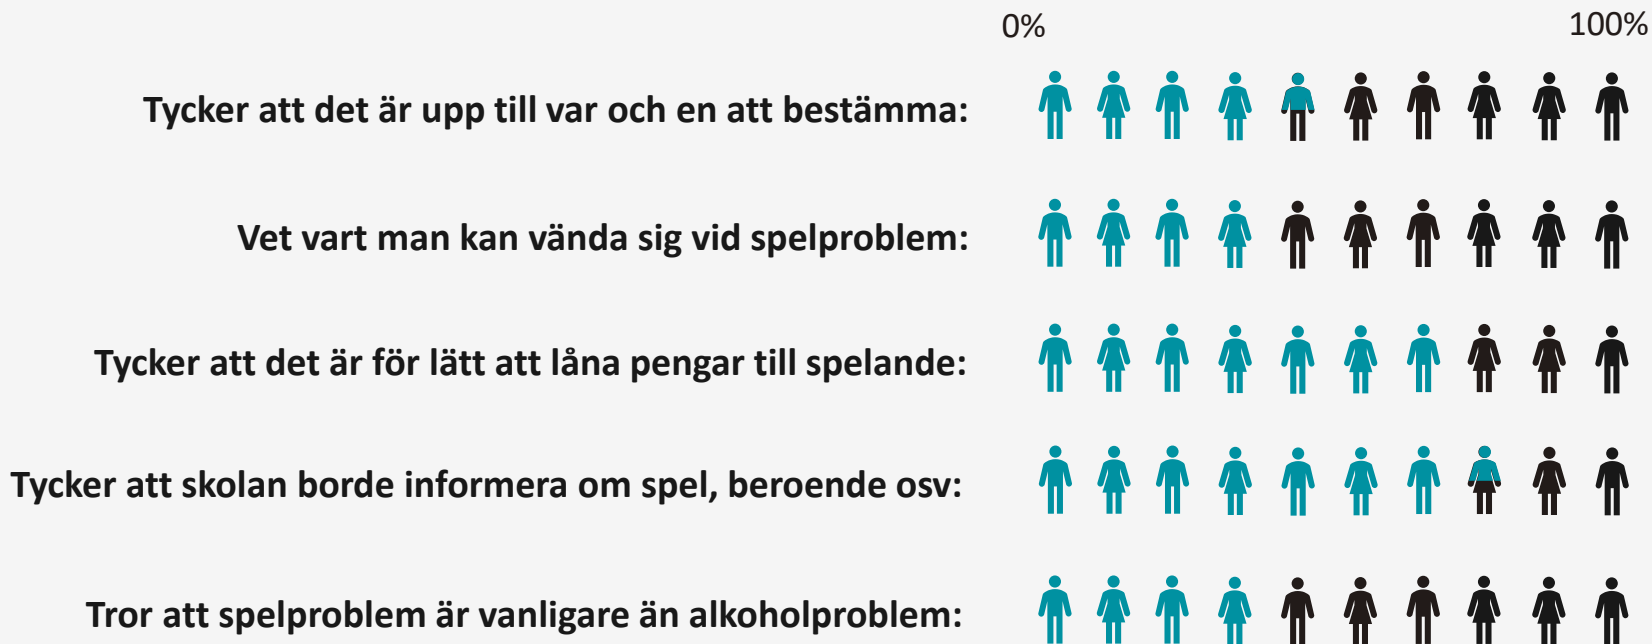 0% 100%
Tycker att det är upp till var och en att bestämma:
Vet vart man kan vända sig vid spelproblem:
Tycker att det är för lätt att låna pengar till spelande:
Tycker att skolan borde informera om spel, beroende osv:
Tror att spelproblem är vanligare än alkoholproblem: